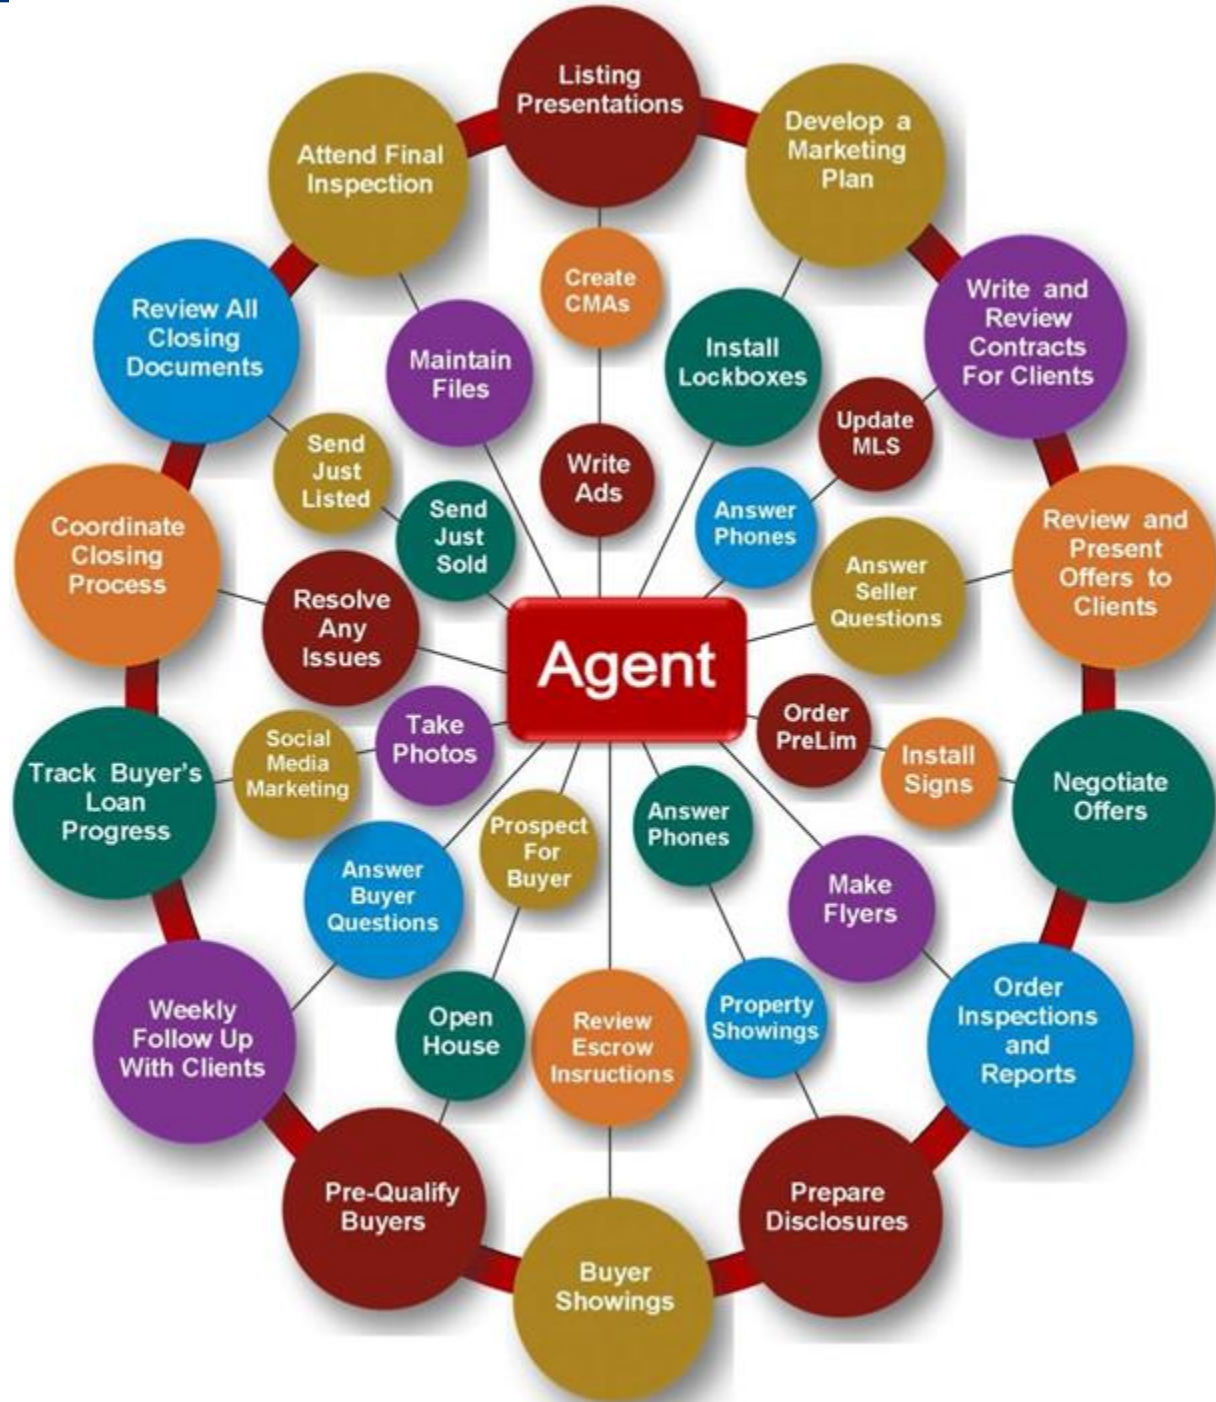 Listing
Presentations
Develop a
Marketing
Plan
Attend Final
Inspection
Write and
Review
Contracts
For Clients
Review All
Closing
Documents
Create
CMAs
Install
Lockboxes
Maintain
Files
Update
MLS
Send
Just
Listed
Write
Ads
Answer
Phones
Send
Just
Sold
Review and
Present
Offers to
Clients
Coordinate
Closing
Process
Answer
Seller
Questions
Resolve
Any
Issues
Agent
Order
PreLim
Take
Photos
Social
Media
Marketing
Install
Signs
Negotiate
Offers
Track Buyer's
Loan
Progress
Answer
Phones
Prospect
For
Buyer
Answer
Buyer
Questions
Make
Flyers
Order
Inspections
and
Reports
Property
Showings
Weekly
Follow Up
With Clients
Open
House
Review
Escrow
Insructions
Pre-Qualify
Buyers
Prepare
Disclosures
Buyer
Showings